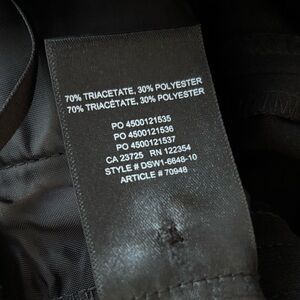 70% TRIACETATE, 30% POLYESTER
70% TRIACÉTATE, 30% POLYESTER
PO 4500121535
PO 4500121536
PO 4500121537
CA 23725 RN 122354
STYLE # DSW1-6648-10
ARTICLE # 70948